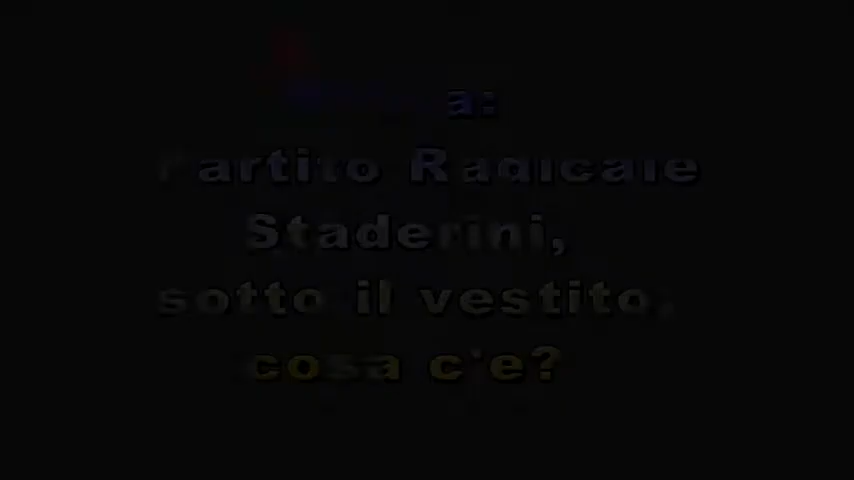 Partito Radicale
Staderini,
sotto il vestito,
cosa c'e?